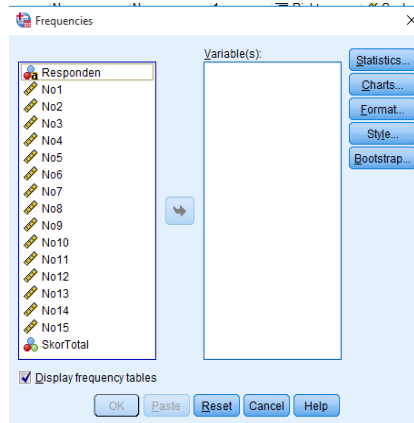 Frequencies
Variable(s):
Responden
No1
No2
No3
No4
No5
No6
No7
No8
No9
No10
No11
No12
No13
No14
No15
SkorTotal
Statistics...
Charts...
Format...
Style...
Bootstrap...
Display frequency tables
OK Paste Reset Cancel Help